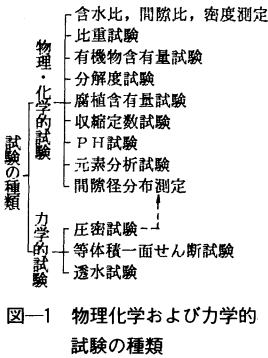 試験の種類
物理・化学的試験
含水比，間隙比，密度測定
比重試験
有機物含有量試験
分解度試験
腐植含有量試験
収縮定数試験
PH試験
元素分析試験
間隙径分布測定
力学的試験
圧密試験
等体積一面せん断試験
透水試験
図―1 物理化学および力学的
試験の種類